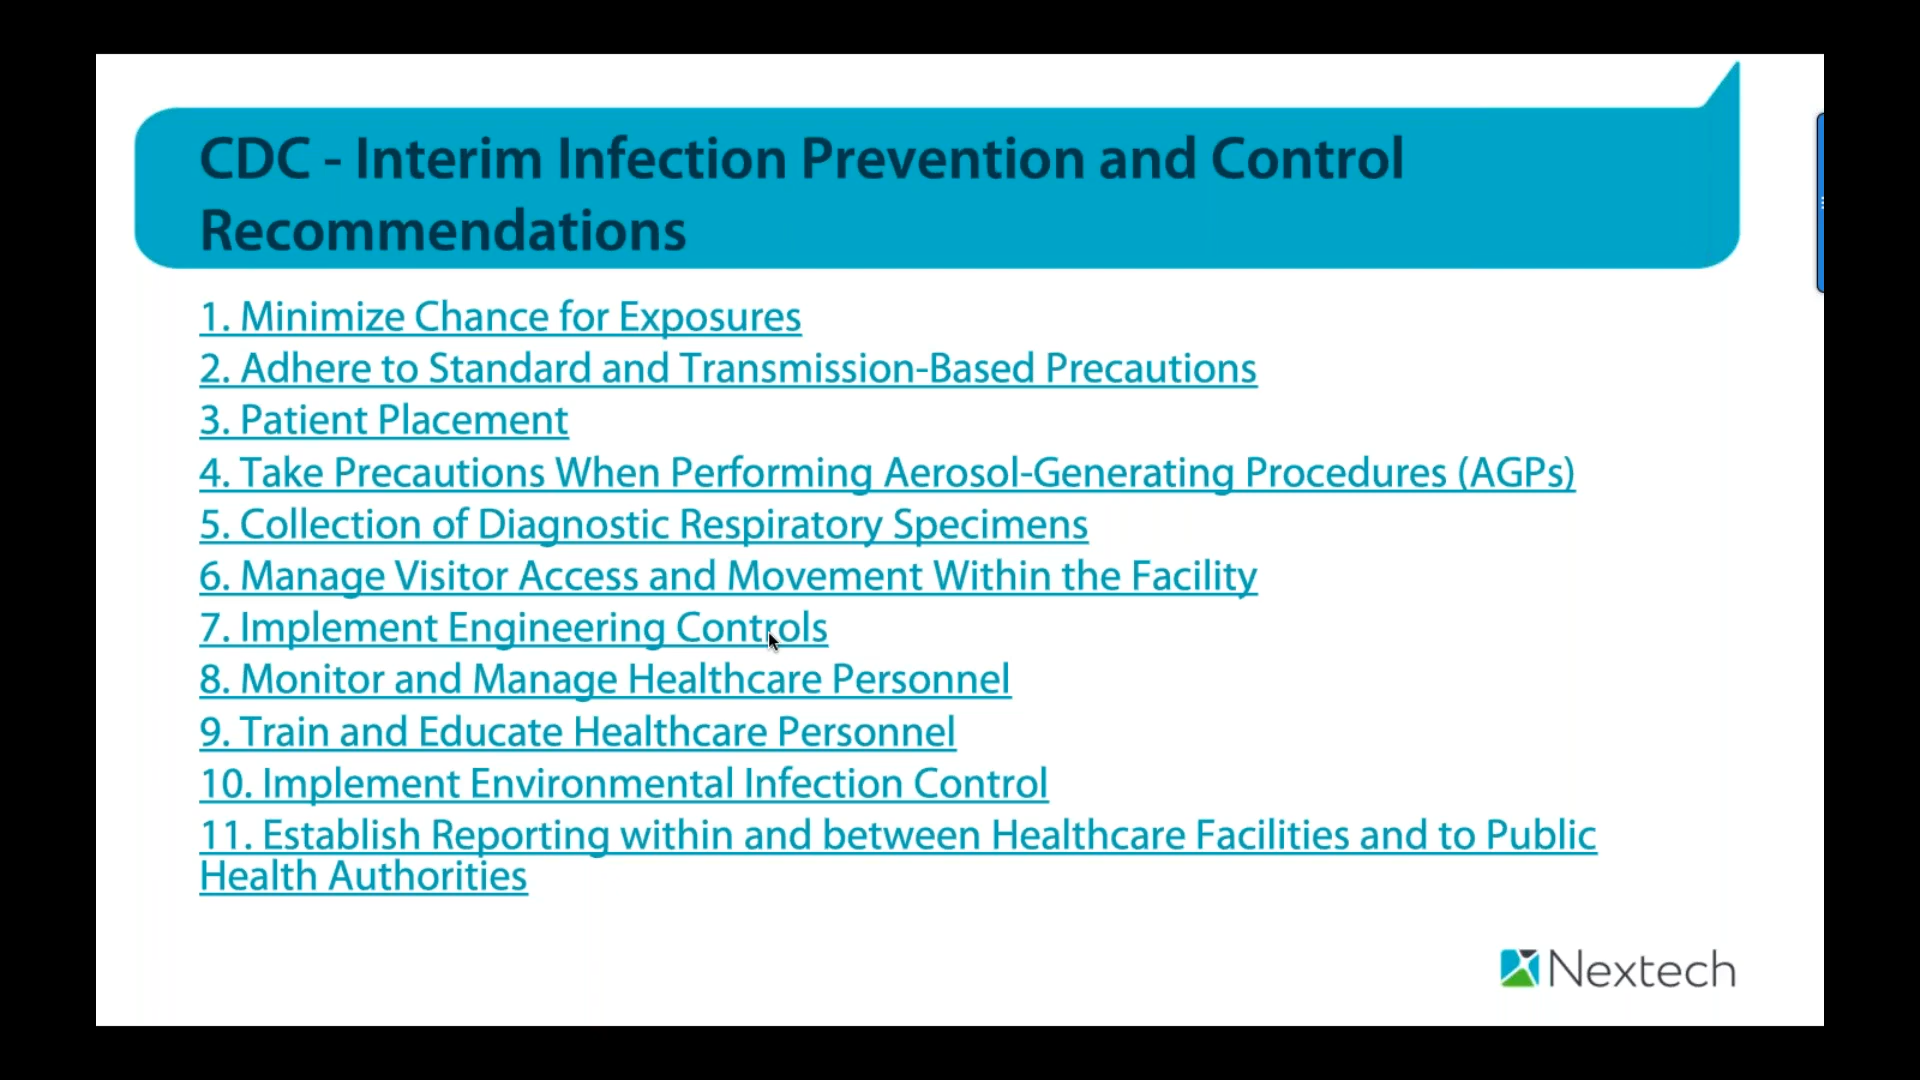 CDC - Interim Infection Prevention and Control
Recommendations
1. Minimize Chance for Exposures
2. Adhere to Standard and Transmission-Based Precautions
3. Patient Placement
4. Take Precautions When Performing Aerosol-Generating Procedures (AGPs)
5. Collection of Diagnostic Respiratory Specimens
6. Manage Visitor Access and Movement Within the Facility
7. Implement Engineering Controls
8. Monitor and Manage Healthcare Personnel
9. Train and Educate Healthcare Personnel
10. Implement Environmental Infection Control
11. Establish Reporting within and between Healthcare Facilities and to Public
Health Authorities
Nextech